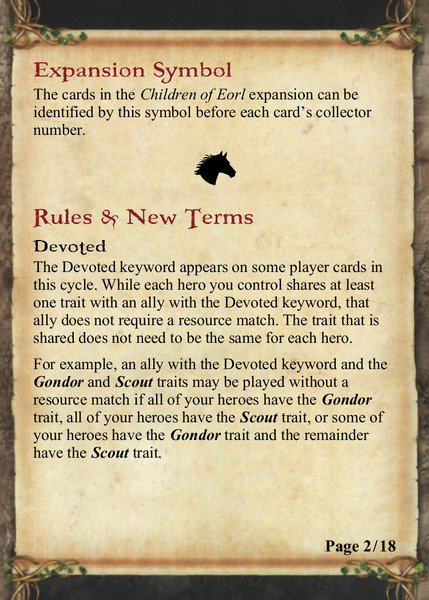 Expansion Symbol
The cards in the Children of Eorl expansion can be
identified by this symbol before each card's collector
number.
Rules & New Terms
Devoted
The Devoted keyword appears on some player cards in
this cycle. While each hero you control shares at least
one trait with an ally with the Devoted keyword, that
ally does not require a resource match. The trait that is
shared does not need to be the same for each hero.
For example, an ally with the Devoted keyword and the
Gondor and Scout traits may be played without a
resource match if all of your heroes have the Gondor
trait, all of your heroes have the Scout trait, or some of
your heroes have the Gondor trait and the remainder
have the Scout trait.
Page 2/18